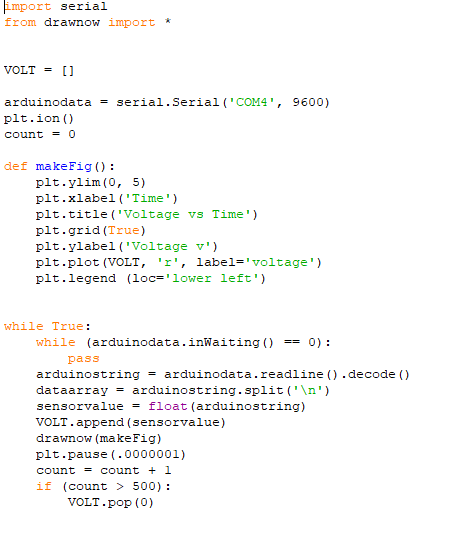 import serial
from drawnow import *
VOLT = []
arduinodata = serial.Serial('COM4', 9600)
plt.ion()
count = 0
def makeFig():
    plt.ylim(0, 5)
    plt.xlabel('Time')
    plt.title('Voltage vs Time')
    plt.grid(True)
    plt.ylabel('Voltage v')
    plt.plot(VOLT, 'r', label='voltage')
    plt.legend (loc='lower left')
while True:
    while (arduinodata.inWaiting() == 0):
        pass
    arduinostring = arduinodata.readline().decode()
    dataarray = arduinostring.split('\n')
    sensorvalue = float(arduinostring)
    VOLT.append(sensorvalue)
    drawnow(makeFig)
    plt.pause(.0000001)
    count = count + 1
    if (count > 500):
        VOLT.pop(0)